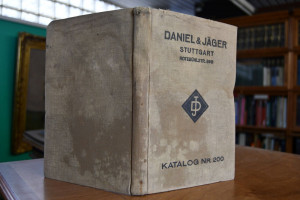 DANIEL & JÄGER
STUTTGART
KATALOG NR. 200